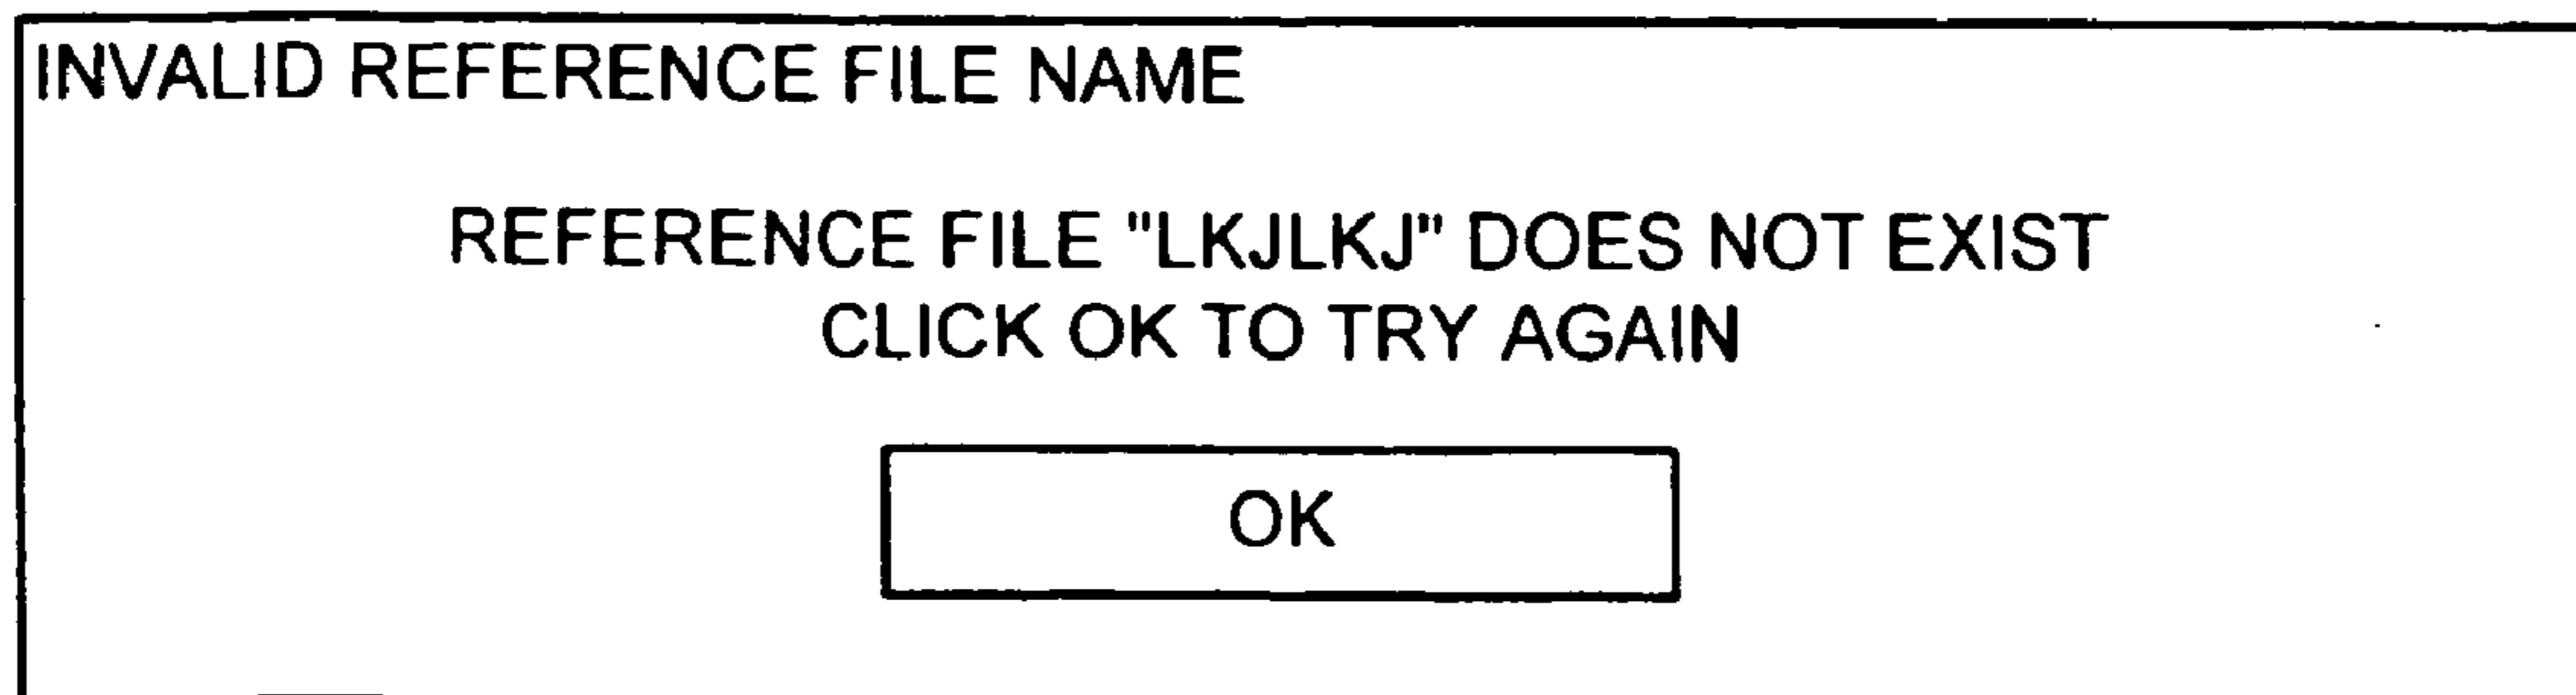 INVALID REFERENCE FILE NAME
REFERENCE FILE "LKJLKJ" DOES NOT EXIST
CLICK OK TO TRY AGAIN
OK